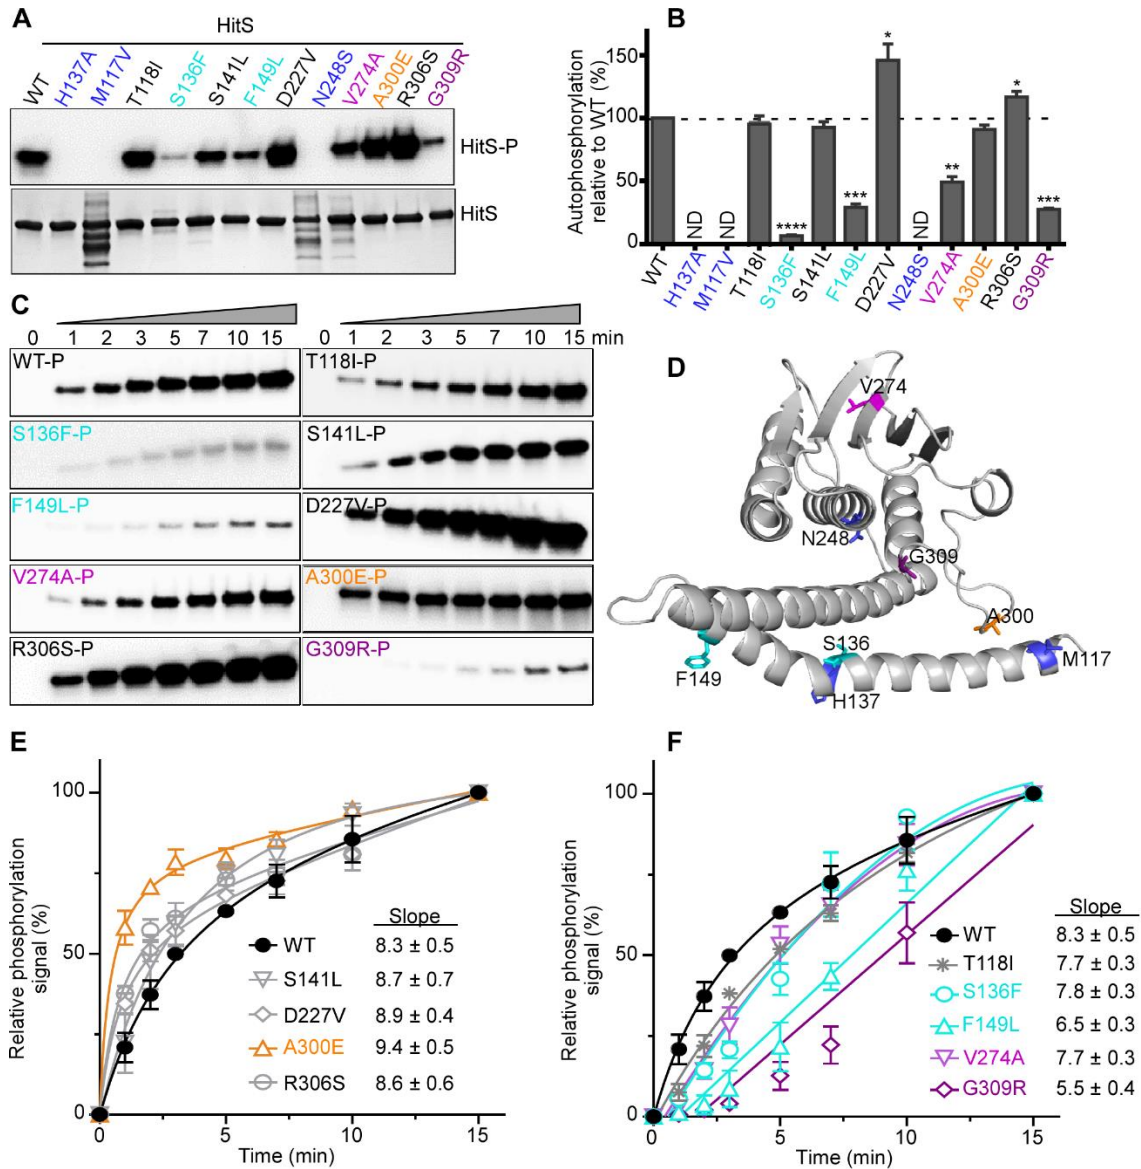 A
HitS
WT
H137A
M117V
T118I
S136F
S141L
F149L
D227V
N248S
V274A
A300E
R306S
G309R
HitS-P
HitS
B
Autophosphorylation
relative to WT (%)
150
100
50
0
ND
ND
****
***
*
ND
**
*
***
WT
H137A
M117V
T118I
S136F
S141L
F149L
D227V
N248S
V274A
A300E
R306S
G309R
C
0 1 2 3 5 7 10 15
0 1 2 3 5 7 10 15 min
WT-P
T118I-P
S136F-P
S141L-P
F149L-P
D227V-P
V274A-P
A300E-P
R306S-P
G309R-P
D
V274
N248
G309
A300
S136
M117
F149
H137
E
Relative phosphorylation
signal (%)
100
50
0
Slope
WT 8.3 ± 0.5
S141L 8.7 ± 0.7
D227V 8.9 ± 0.4
A300E 9.4 ± 0.5
R306S 8.6 ± 0.6
0 5 10 15
Time (min)
F
Relative phosphorylation
signal (%)
100
50
0
Slope
WT 8.3 ± 0.5
T118I 7.7 ± 0.3
S136F 7.8 ± 0.3
F149L 6.5 ± 0.3
V274A 7.7 ± 0.3
G309R 5.5 ± 0.4
0 5 10 15
Time (min)